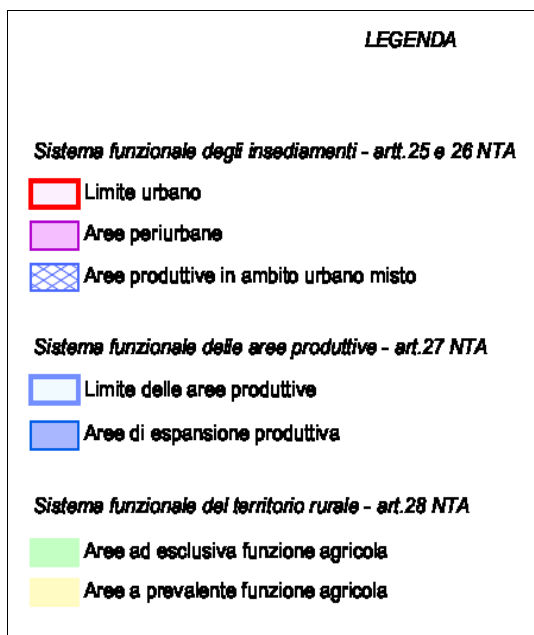 LEGENDA
Sistema funzionale degli insediamenti - artt.25 e 26 NTA
Limite urbano
Aree periurbane
Aree produttive in ambito urbano misto
Sistema funzionale delle aree produttive - art.27 NTA
Limite delle aree produttive
Aree di espansione produttiva
Sistema funzionale del territorio rurale - art.28 NTA
Aree ad esclusiva funzione agricola
Aree a prevalente funzione agricola